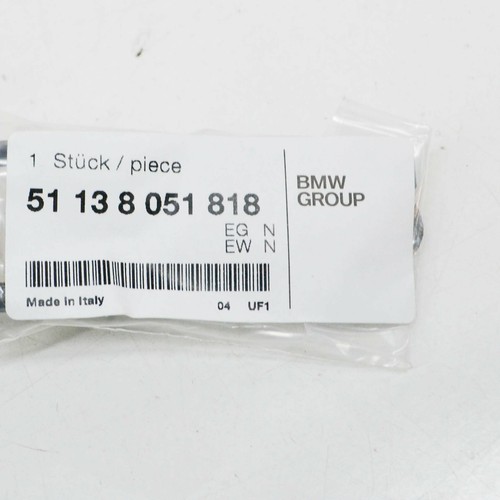 1 Stück / piece
51 13 8 051 818
EG N
EW N
Made in Italy
04 UF1
BMW
GROUP